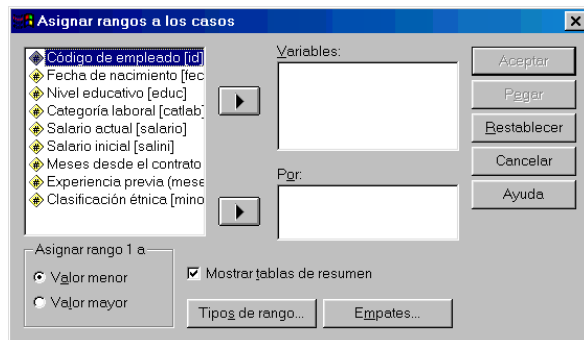 Asignar rangos a los casos
Código de empleado [id]
Fecha de nacimiento [fec
Nivel educativo [educ]
Categoría laboral [catlab]
Salario actual [salario]
Salario inicial [salini]
Meses desde el contrato
Experiencia previa (mese
Clasificación étnica [mino
Variables:
Por:
Aceptar
Pegar
Restablecer
Cancelar
Ayuda
Asignar rango 1 a
Valor menor
Valor mayor
Mostrar tablas de resumen
Tipos de rango...
Empates...